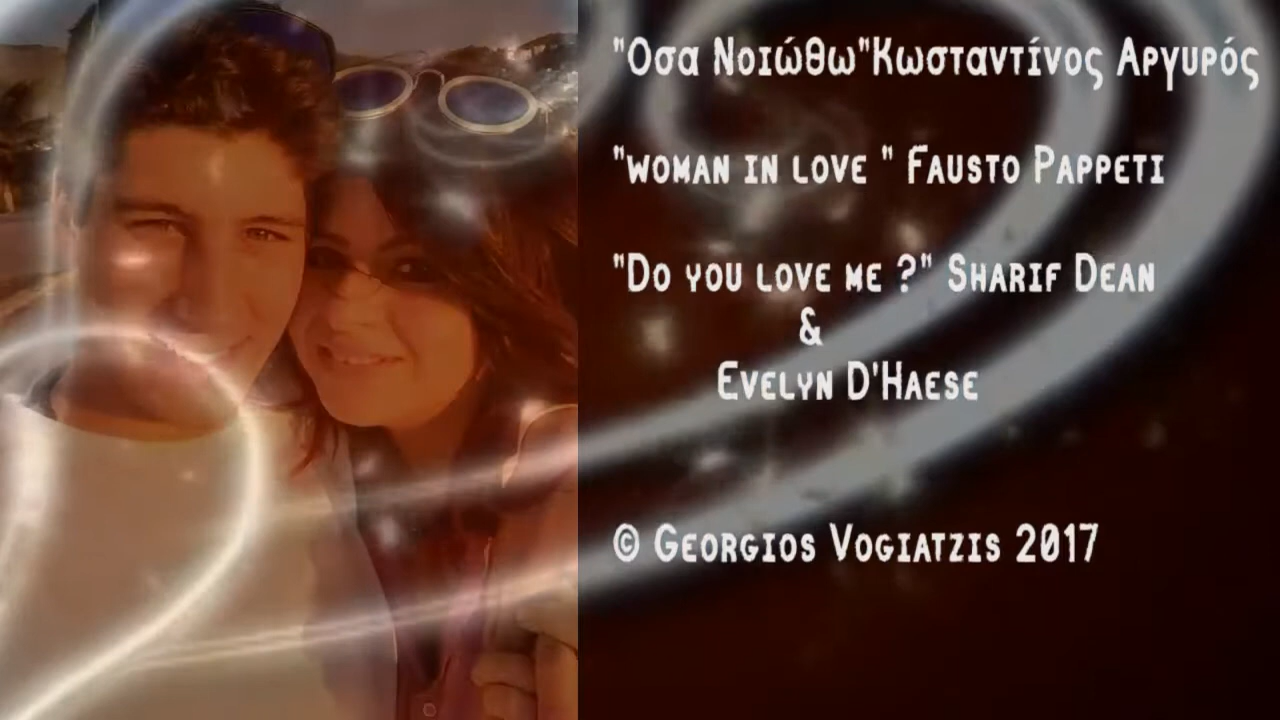 "Οσα Νοιώθω"Κωσταντίνος Αργυρός
"woman in love " Fausto Pappeti
"Do you love me ?" Sharif Dean
&
Evelyn D'Haese
© Georgios Vogiatzis 2017